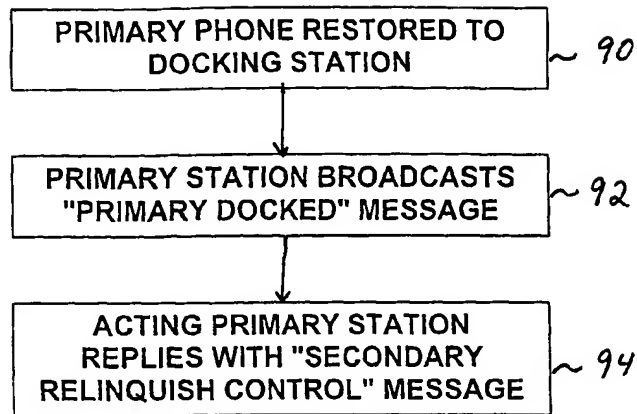 PRIMARY PHONE RESTORED TO
DOCKING STATION
~ 90
PRIMARY STATION BROADCASTS
"PRIMARY DOCKED" MESSAGE
~ 92
ACTING PRIMARY STATION
REPLIES WITH "SECONDARY
RELINQUISH CONTROL" MESSAGE
~ 94